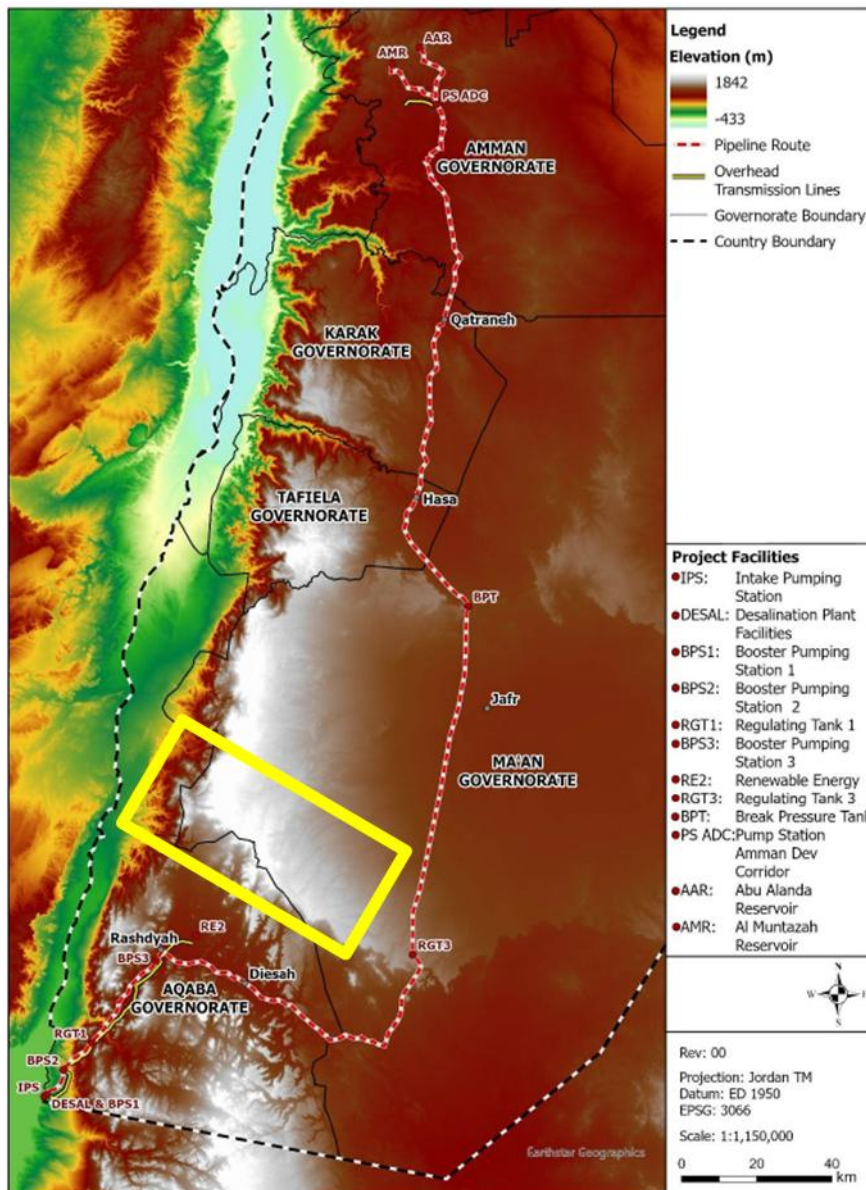 AAR
AMR
PS ADC
AMMAN
GOVERNORATE
Qatraneh
KARAK
GOVERNORATE
Hasa
TAFIELA
GOVERNORATE
BPT
Jafr
MA'AN
GOVERNORATE
RE2
Rashdyah
BPS3
RGT3
Diesah
AQABA
GOVERNORATE
RGT1
BPS2
IPS
DESAL & BPS1
Earthstar Geographics
Legend
Elevation (m)
1842
-433
Pipeline Route
Overhead
Transmission Lines
Governorate Boundary
Country Boundary
Project Facilities
IPS: Intake Pumping
Station
DESAL: Desalination Plant
Facilities
BPS1: Booster Pumping
Station 1
BPS2: Booster Pumping
Station 2
RGT1: Regulating Tank 1
BPS3: Booster Pumping
Station 3
RE2: Renewable Energy
RGT3: Regulating Tank 3
BPT: Break Pressure Tank
PS ADC: Pump Station
Amman Dev
Corridor
AAR: Abu Alanda
Reservoir
AMR: Al Muntazah
Reservoir
N
W E
S
Rev: 00
Projection: Jordan TM
Datum: ED 1950
EPSG: 3066
Scale: 1:1,150,000
0 20 40
km